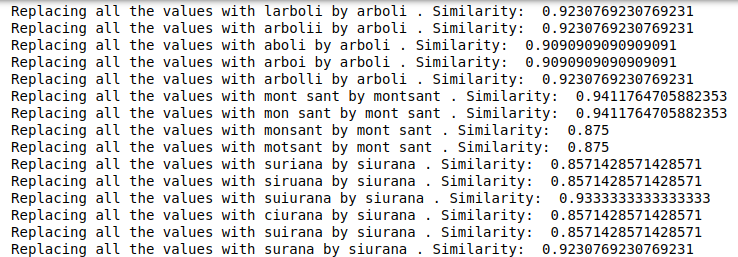 Replacing all the values with larboli by arboli . Similarity:  0.9230769230769231
Replacing all the values with arbolii by arboli . Similarity:  0.9230769230769231
Replacing all the values with aboli by arboli . Similarity:  0.9090909090909091
Replacing all the values with arboi by arboli . Similarity:  0.9090909090909091
Replacing all the values with arbolli by arboli . Similarity:  0.9230769230769231
Replacing all the values with mont sant by montsant . Similarity:  0.9411764705882353
Replacing all the values with mon sant by mont sant . Similarity:  0.9411764705882353
Replacing all the values with monsant by mont sant . Similarity:  0.875
Replacing all the values with motsant by mont sant . Similarity:  0.875
Replacing all the values with suriana by siurana . Similarity:  0.8571428571428571
Replacing all the values with siruana by siurana . Similarity:  0.8571428571428571
Replacing all the values with suiurana by siurana . Similarity:  0.9333333333333333
Replacing all the values with ciurana by siurana . Similarity:  0.8571428571428571
Replacing all the values with suirana by siurana . Similarity:  0.8571428571428571
Replacing all the values with surana by siurana . Similarity:  0.9230769230769231